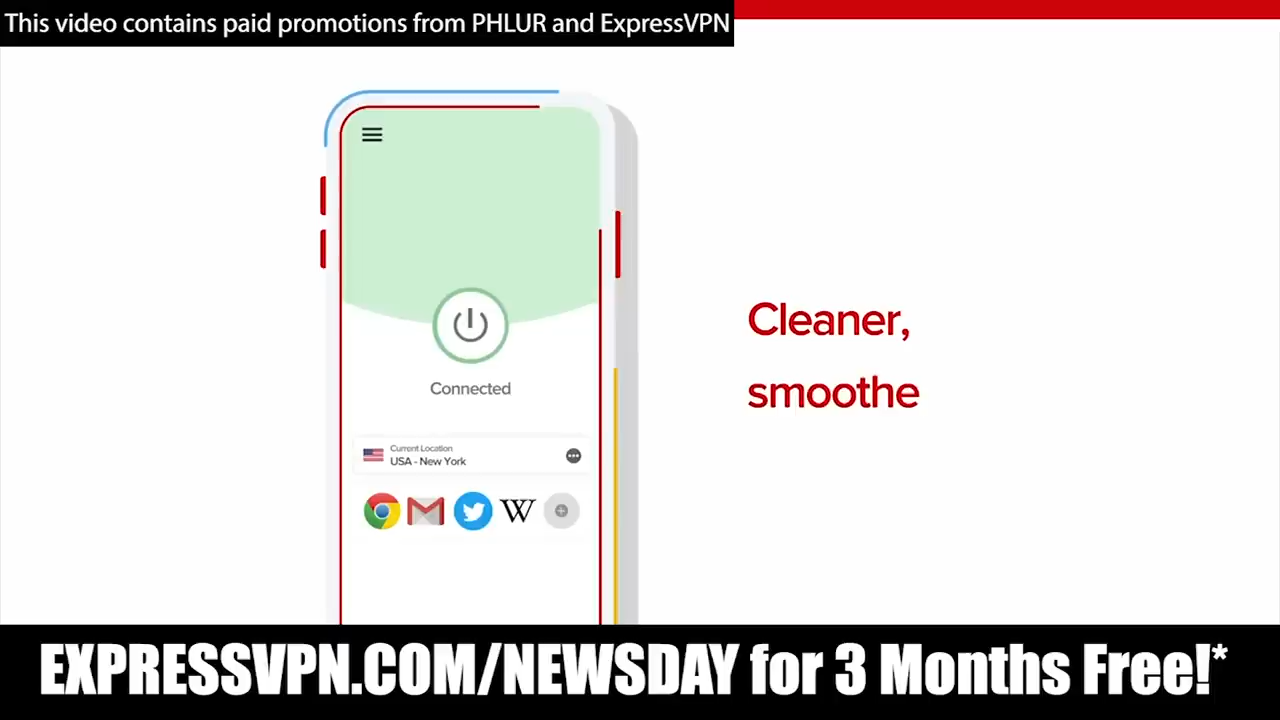 This video contains paid promotions from PHLUR and ExpressVPN
Cleaner,
smoothe
Connected
Current Location
USA - New York
W
EXPRESSVPN.COM/NEWSDAY for 3 Months Free!*